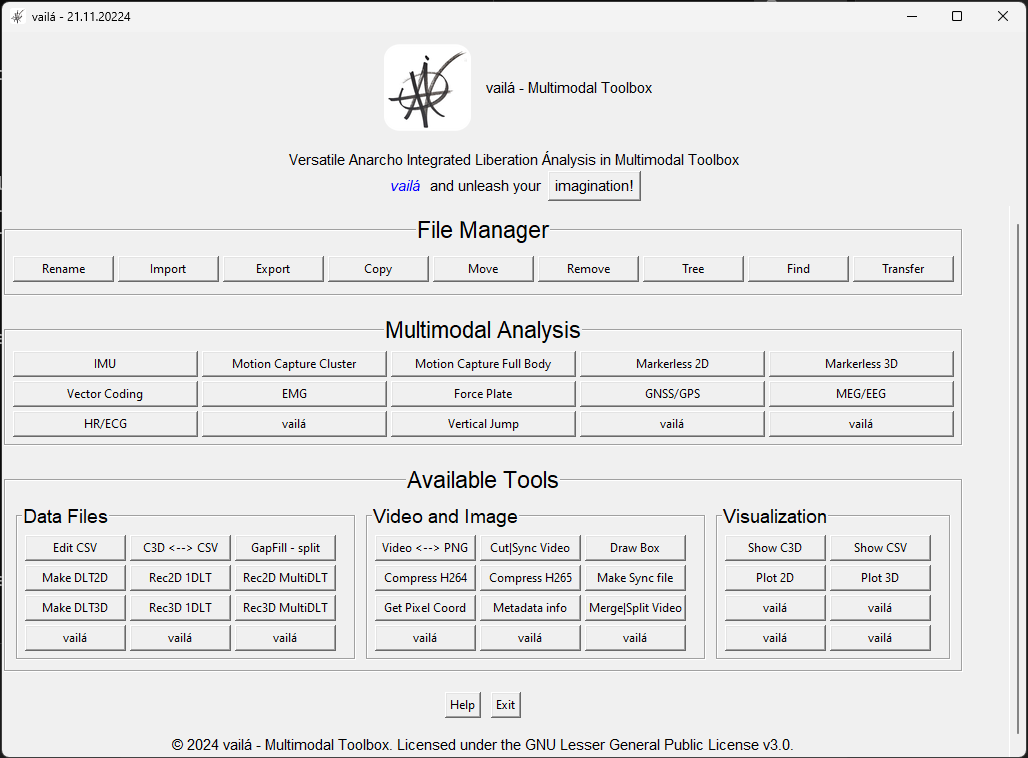 vailá - 21.11.20224
vailá - Multimodal Toolbox
Versatile Anarcho Integrated Liberation Ánalysis in Multimodal Toolbox
vailá and unleash your imagination!
File Manager
Rename Import Export Copy Move Remove Tree Find Transfer
Multimodal Analysis
IMU Motion Capture Cluster Motion Capture Full Body Markerless 2D Markerless 3D
Vector Coding EMG Force Plate GNSS/GPS MEG/EEG
HR/ECG vailá Vertical Jump vailá vailá
Available Tools
Data Files Video and Image Visualization
Edit CSV C3D <--> CSV GapFill - split Video <--> PNG Cut|Sync Video Draw Box Show C3D Show CSV
Make DLT2D Rec2D 1DLT Rec2D MultiDLT Compress H264 Compress H265 Make Sync file Plot 2D Plot 3D
Make DLT3D Rec3D 1DLT Rec3D MultiDLT Get Pixel Coord Metadata info Merge|Split Video vailá vailá
vailá vailá vailá vailá vailá vailá vailá vailá
Help Exit
© 2024 vailá - Multimodal Toolbox. Licensed under the GNU Lesser General Public License v3.0.